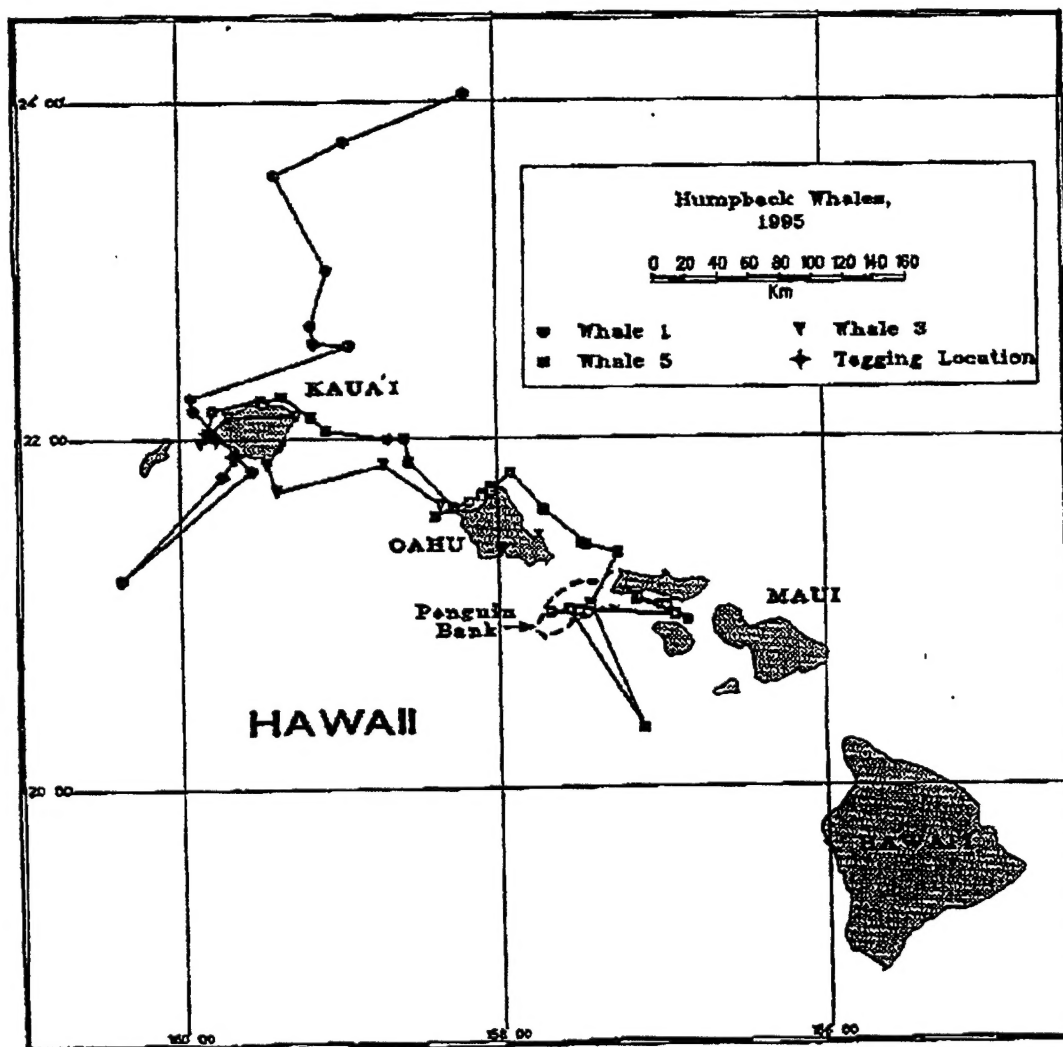 24 00
Humpback Whales,
1995
0 20 40 60 80 100 120 140 160
Km
Whale 1
Whale 3
Whale 5
Tagging Location
KAUA'I
22 00
OAHU
MAUI
Penguin
Bank
HAWAII
20 00
HAWAII
160 00
158 00
156 00